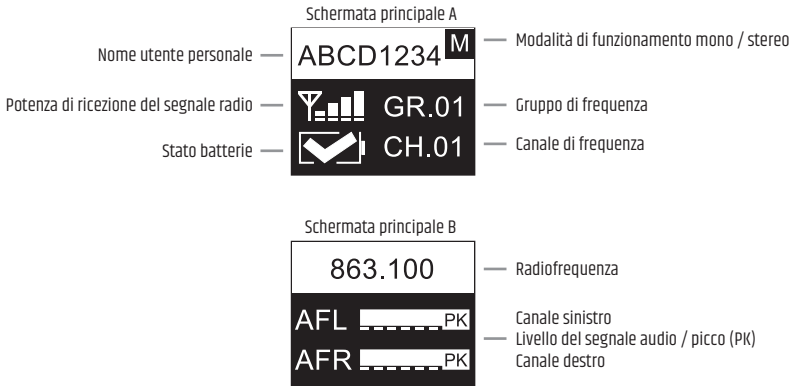 Schermata principale A
Nome utente personale
ABCD1234 M
Modalità di funzionamento mono / stereo
Potenza di ricezione del segnale radio
GR.01
Gruppo di frequenza
Stato batterie
CH.01
Canale di frequenza
Schermata principale B
863.100
Radiofrequenza
AFL PK
Canale sinistro
Livello del segnale audio / picco (PK)
AFR PK
Canale destro